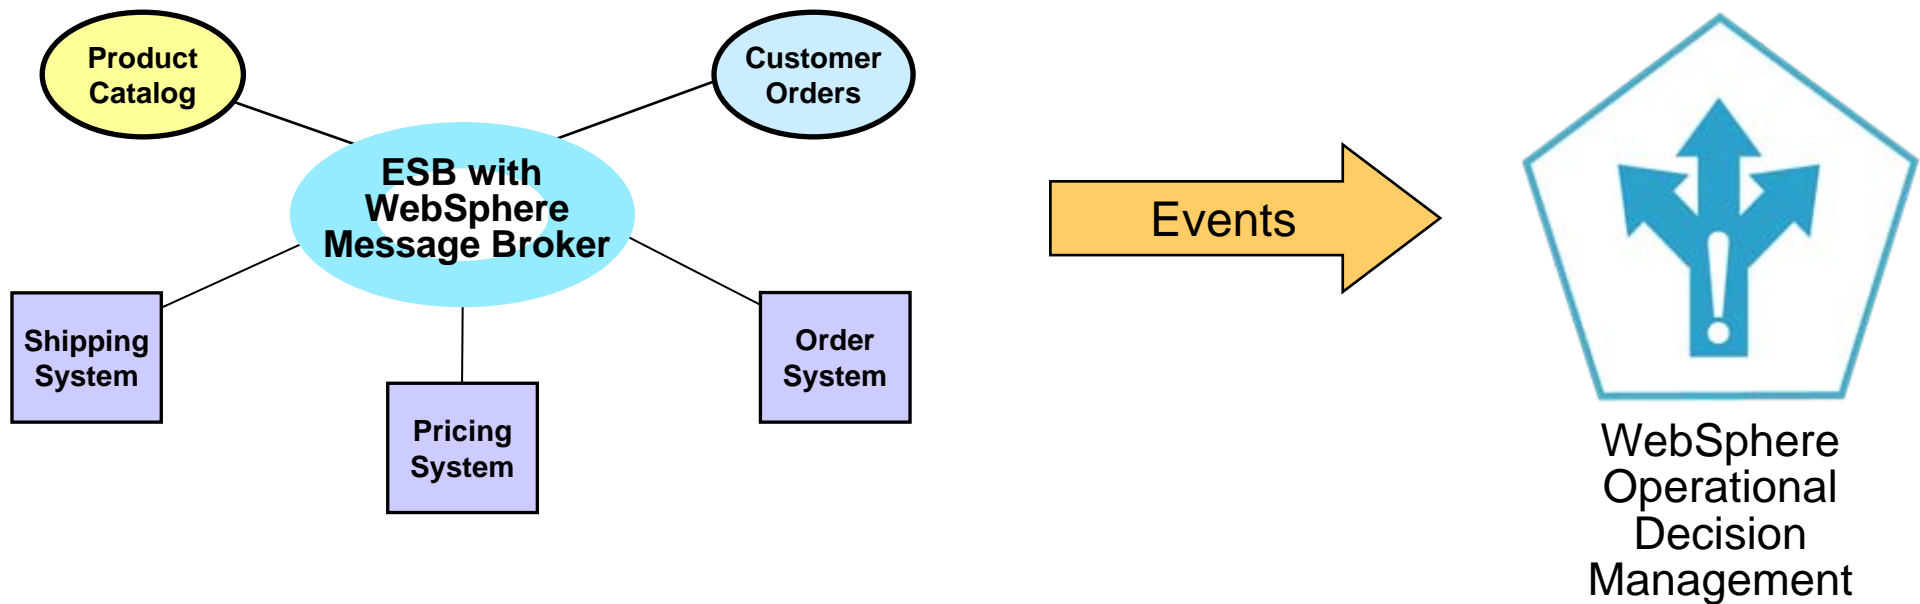 Product
Catalog
Customer
Orders
ESB with
WebSphere
Message Broker
Events
Shipping
System
Pricing
System
Order
System
WebSphere
Operational
Decision
Management